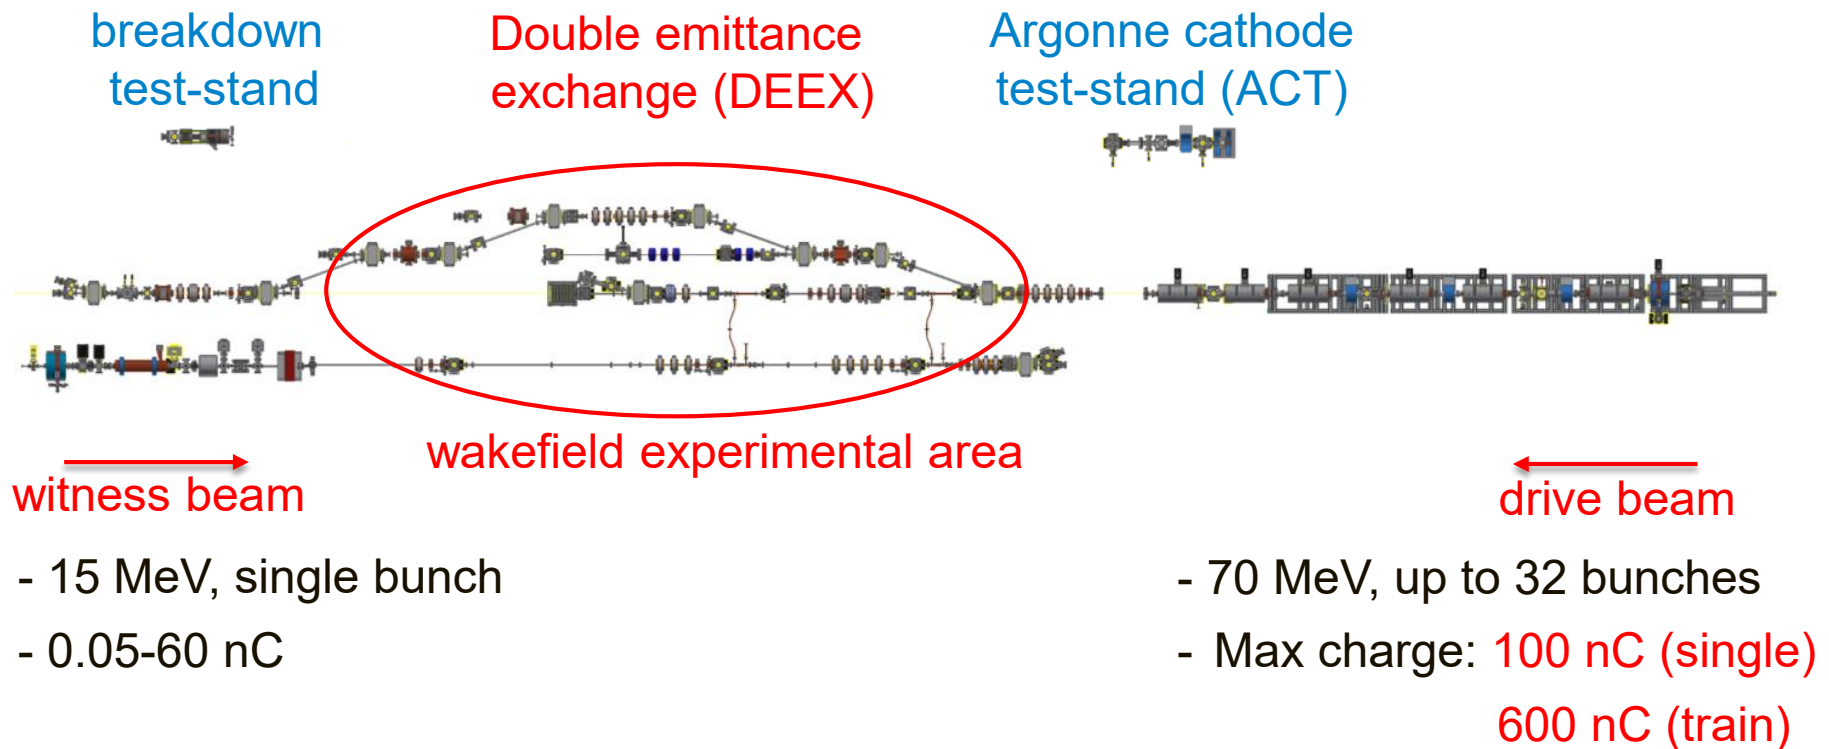 breakdown
test-stand
Double emittance
exchange (DEEX)
Argonne cathode
test-stand (ACT)
wakefield experimental area
witness beam
drive beam
- 15 MeV, single bunch
- 0.05-60 nC
- 70 MeV, up to 32 bunches
- Max charge: 100 nC (single)
600 nC (train)